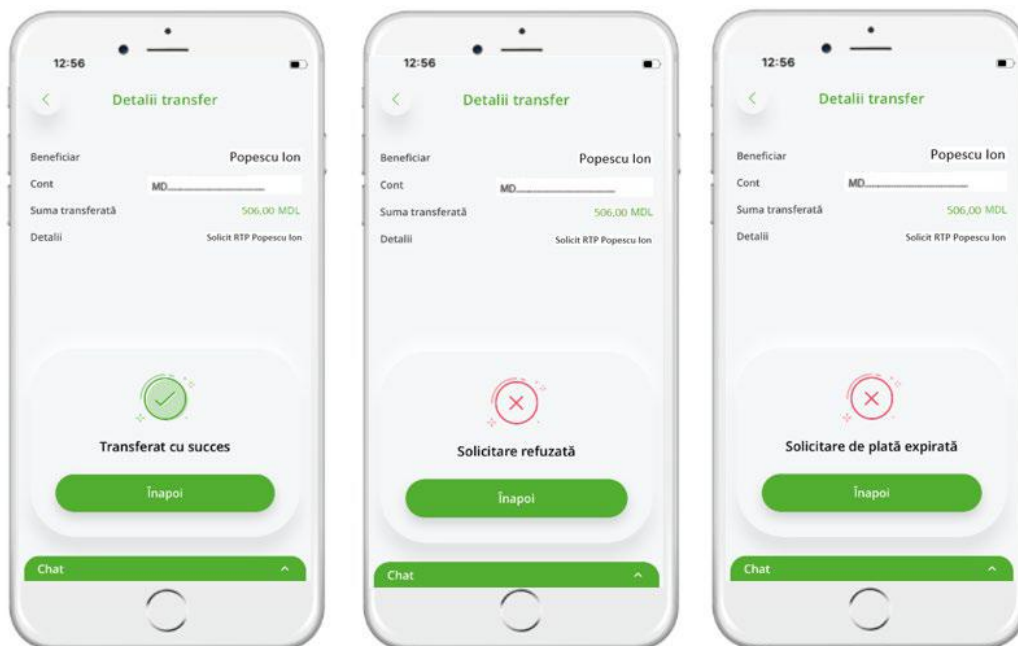 12:56
Detalii transfer
Beneficiar Popescu Ion
Cont MD
Suma transferată 506,00 MDL
Detalii Solicit RTP Popescu Ion
Transferat cu succes
Înapoi
Chat
12:56
Detalii transfer
Beneficiar Popescu Ion
Cont MD
Suma transferată 506,00 MDL
Detalii Solicit RTP Popescu Ion
Solicitare refuzată
Înapoi
Chat
12:56
Detalii transfer
Beneficiar Popescu Ion
Cont MD
Suma transferată 506,00 MDL
Detalii Solicit RTP Popescu Ion
Solicitare de plată expirată
Înapoi
Chat